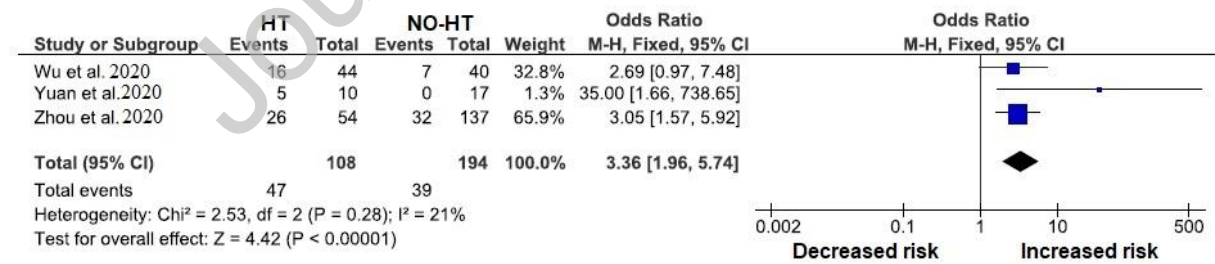 HT NO-HT Odds Ratio Odds Ratio
Study or Subgroup Events Total Events Total Weight M-H, Fixed, 95% CI M-H, Fixed, 95% CI
Wu et al. 2020 16 44 7 40 32.8% 2.69 [0.97, 7.48]
Yuan et al.2020 5 10 0 17 1.3% 35.00 [1.66, 738.65]
Zhou et al.2020 26 54 32 137 65.9% 3.05 [1.57, 5.92]
Total (95% CI) 108 194 100.0% 3.36 [1.96, 5.74]
Total events 47 39
Heterogeneity: Chi² = 2.53, df = 2 (P = 0.28); I² = 21%
Test for overall effect: Z = 4.42 (P < 0.00001)
0.002 0.1 1 10 500
Decreased risk Increased risk